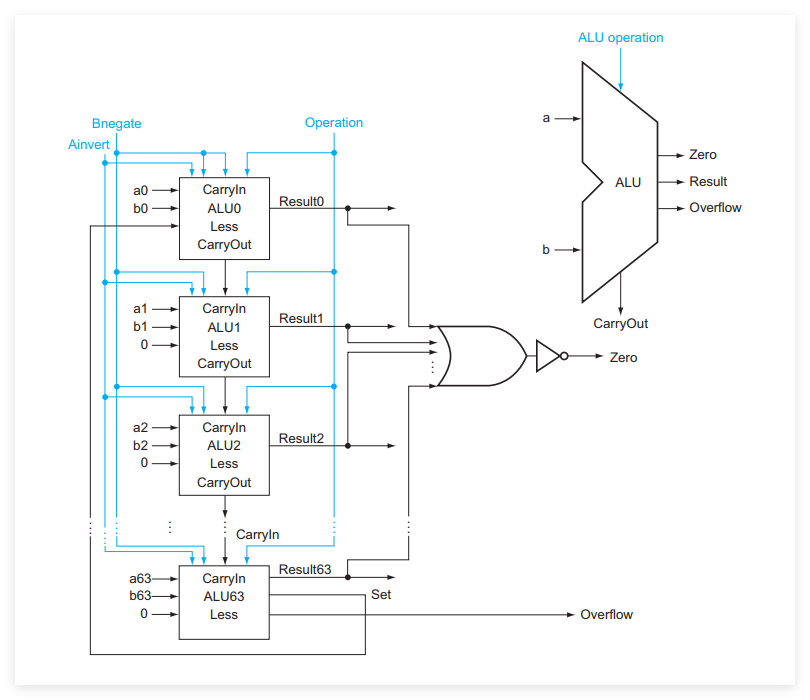 ALU operation
a
Zero
ALU
Result
Overflow
b
CarryOut
Bnegate
Operation
Ainvert
a0
CarryIn
b0
ALU0
Result0
Less
CarryOut
a1
CarryIn
b1
ALU1
Result1
0
Less
CarryOut
Zero
a2
CarryIn
b2
ALU2
Result2
0
Less
CarryOut
CarryIn
a63
CarryIn
Result63
b63
ALU63
Set
0
Less
Overflow